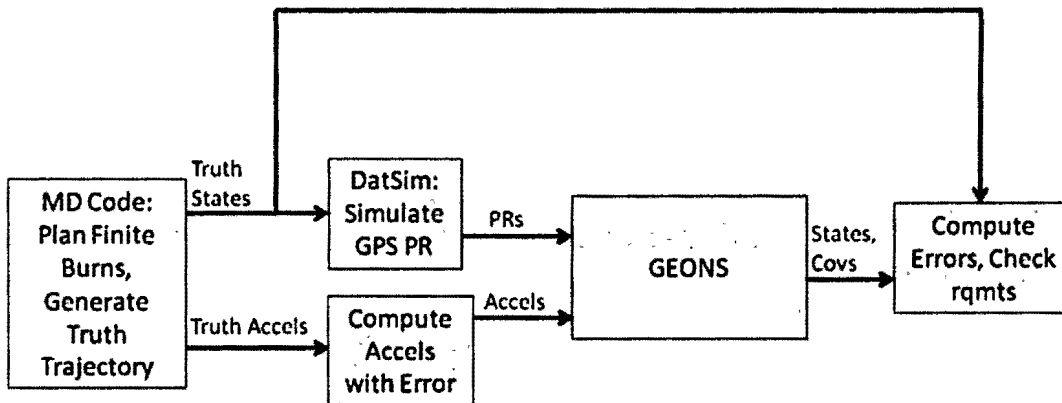 MD Code:
Plan Finite
Burns,
Generate
Truth
Trajectory
Truth
States
Truth Accels
DatSim:
Simulate
GPS PR
Compute
Accels
with Error
PRs
Accels
GEONS
States,
Covs
Compute
Errors, Check
rqmts